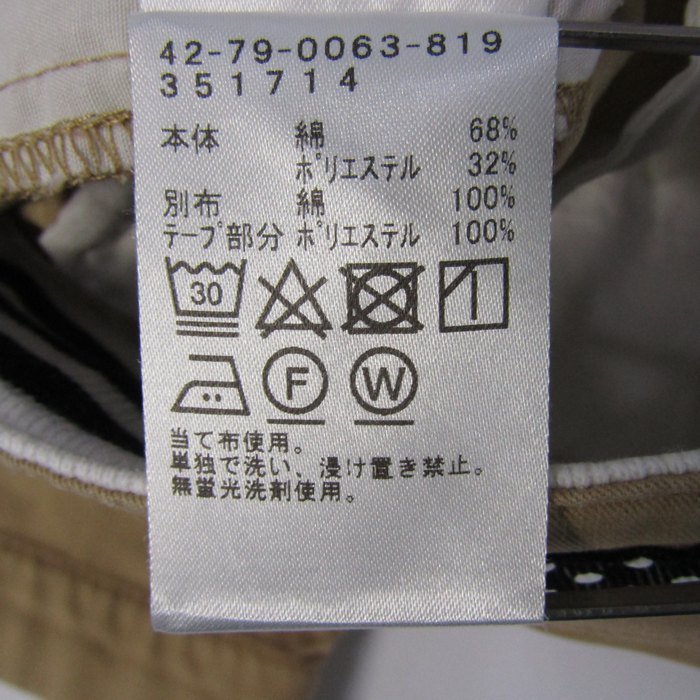 42-79-0063-819
351714
本体 綿 68%
ポリエステル 32%
別布 綿 100%
テープ部分 ポリエステル 100%
30
F W
当て布使用。
単独で洗い、浸け置き禁止。
無蛍光洗剤使用。